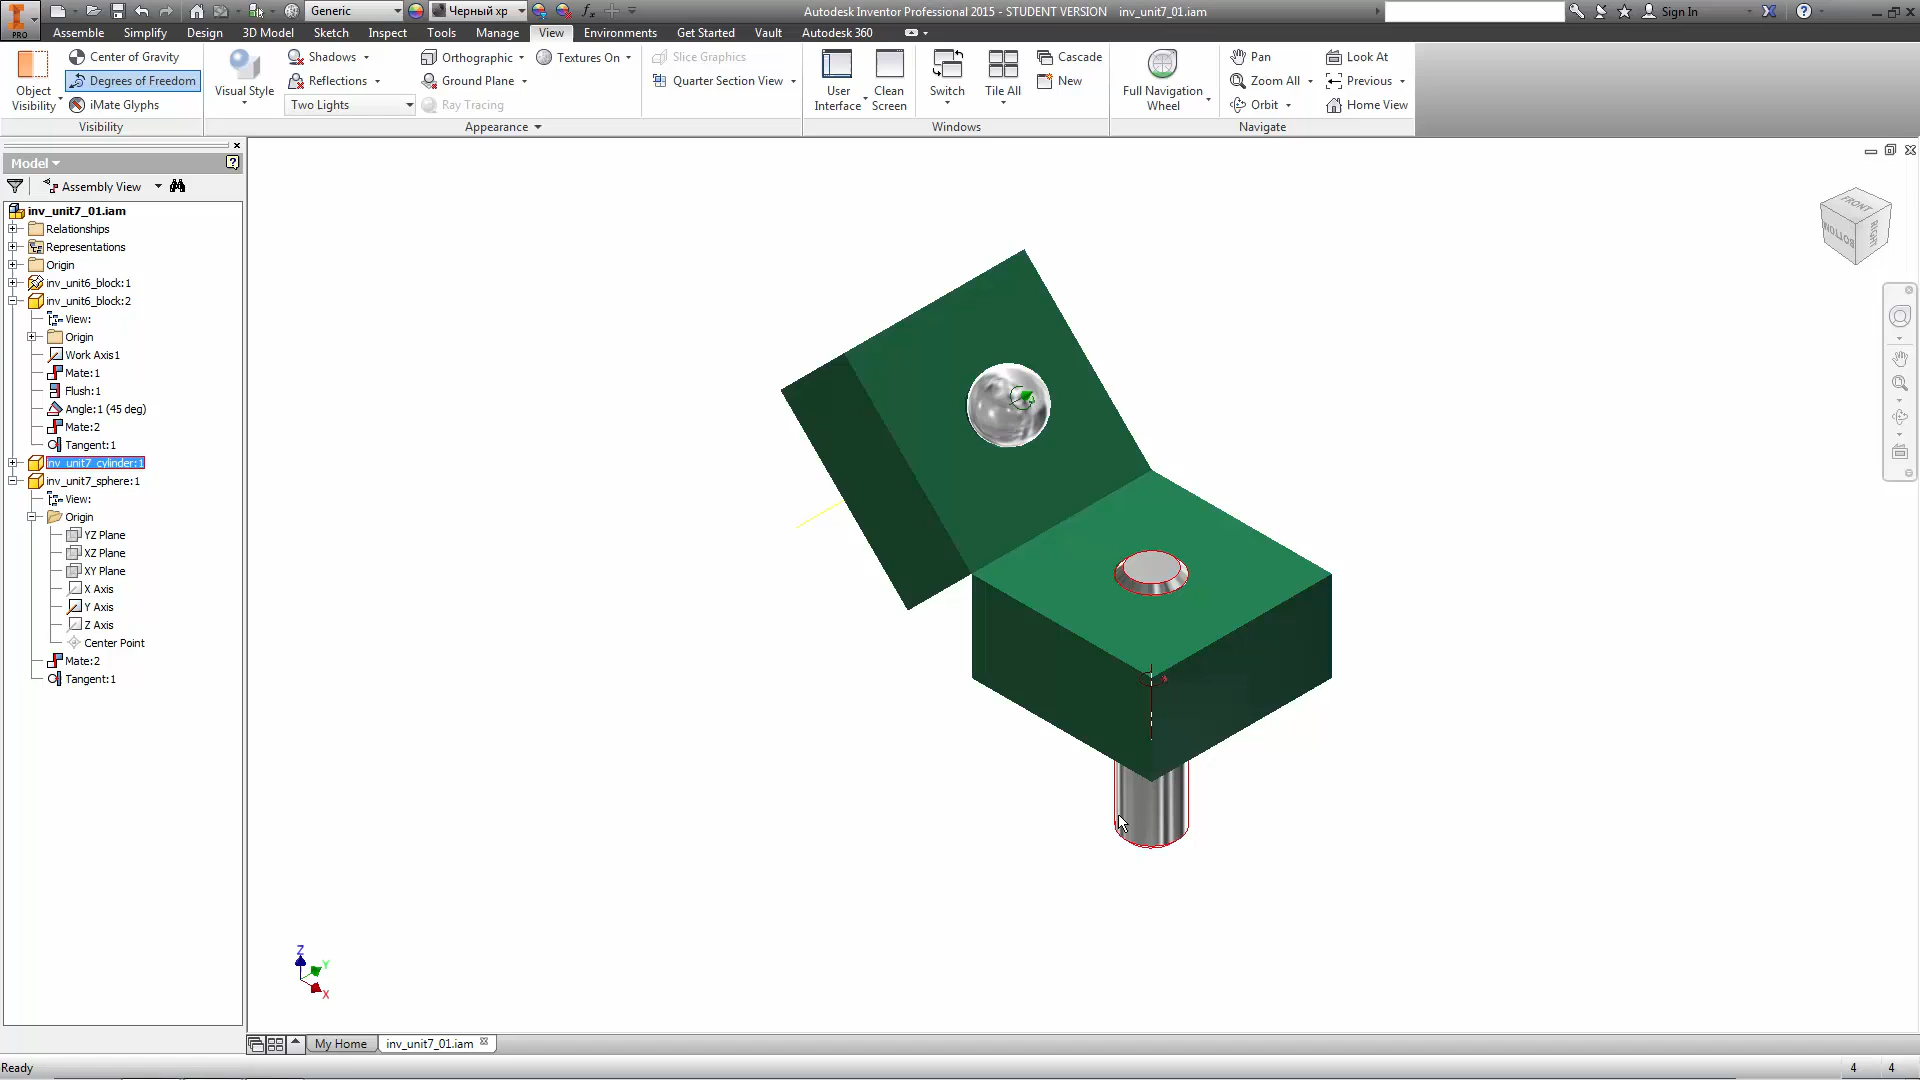 Generic
Черный хр
Autodesk Inventor Professional 2015 - STUDENT VERSION inv_unit7_01.iam
Sign In
PRO
Assemble Simplify Design 3D Model Sketch Inspect Tools Manage View Environments Get Started Vault Autodesk 360
Object Visibility
Center of Gravity
Degrees of Freedom
iMate Glyphs
Visibility
Visual Style
Shadows
Reflections
Two Lights
Orthographic
Ground Plane
Ray Tracing
Textures On
Appearance
Slice Graphics
Quarter Section View
User Interface
Clean Screen
Switch
Tile All
Cascade
New
Windows
Full Navigation Wheel
Pan
Zoom All
Orbit
Look At
Previous
Home View
Navigate
Model
Assembly View
inv_unit7_01.iam
Relationships
Representations
Origin
inv_unit6_block:1
inv_unit6_block:2
View:
Origin
Work Axis1
Mate:1
Flush:1
Angle:1 (45 deg)
Mate:2
Tangent:1
inv_unit7_cylinder:1
inv_unit7_sphere:1
View:
Origin
YZ Plane
XZ Plane
XY Plane
X Axis
Y Axis
Z Axis
Center Point
Mate:2
Tangent:1
FRONT
BOTTOM
RIGHT
Z
Y
X
My Home
inv_unit7_01.iam
Ready
4 4